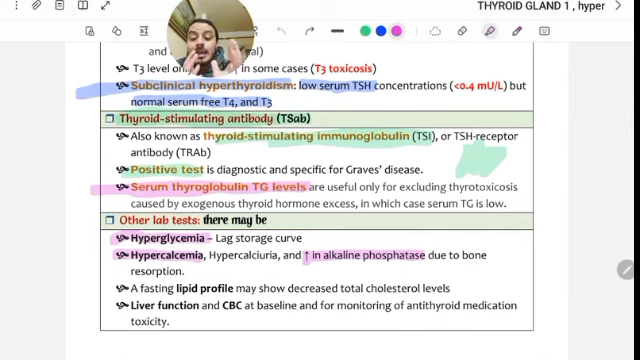 THYROID GLAND 1 , hyper
and
al)
T3 level only
in some cases (T3 toxicosis)
Subclinical hyperthyroidism: low serum TSH concentrations (<0.4 mU/L) but
normal serum free T4, and T3
Thyroid-stimulating antibody (TSab)
Also known as thyroid-stimulating immunoglobulin (TSI), or TSH-receptor
antibody (TRAb)
Positive test is diagnostic and specific for Graves' disease.
Serum thyroglobulin TG levels are useful only for excluding thyrotoxicosis
caused by exogenous thyroid hormone excess, in which case serum TG is low.
Other lab tests: there may be
Hyperglycemia – Lag storage curve
Hypercalcemia, Hypercalciuria, and ↑ in alkaline phosphatase due to bone
resorption.
A fasting lipid profile may show decreased total cholesterol levels
Liver function and CBC at baseline and for monitoring of antithyroid medication
toxicity.